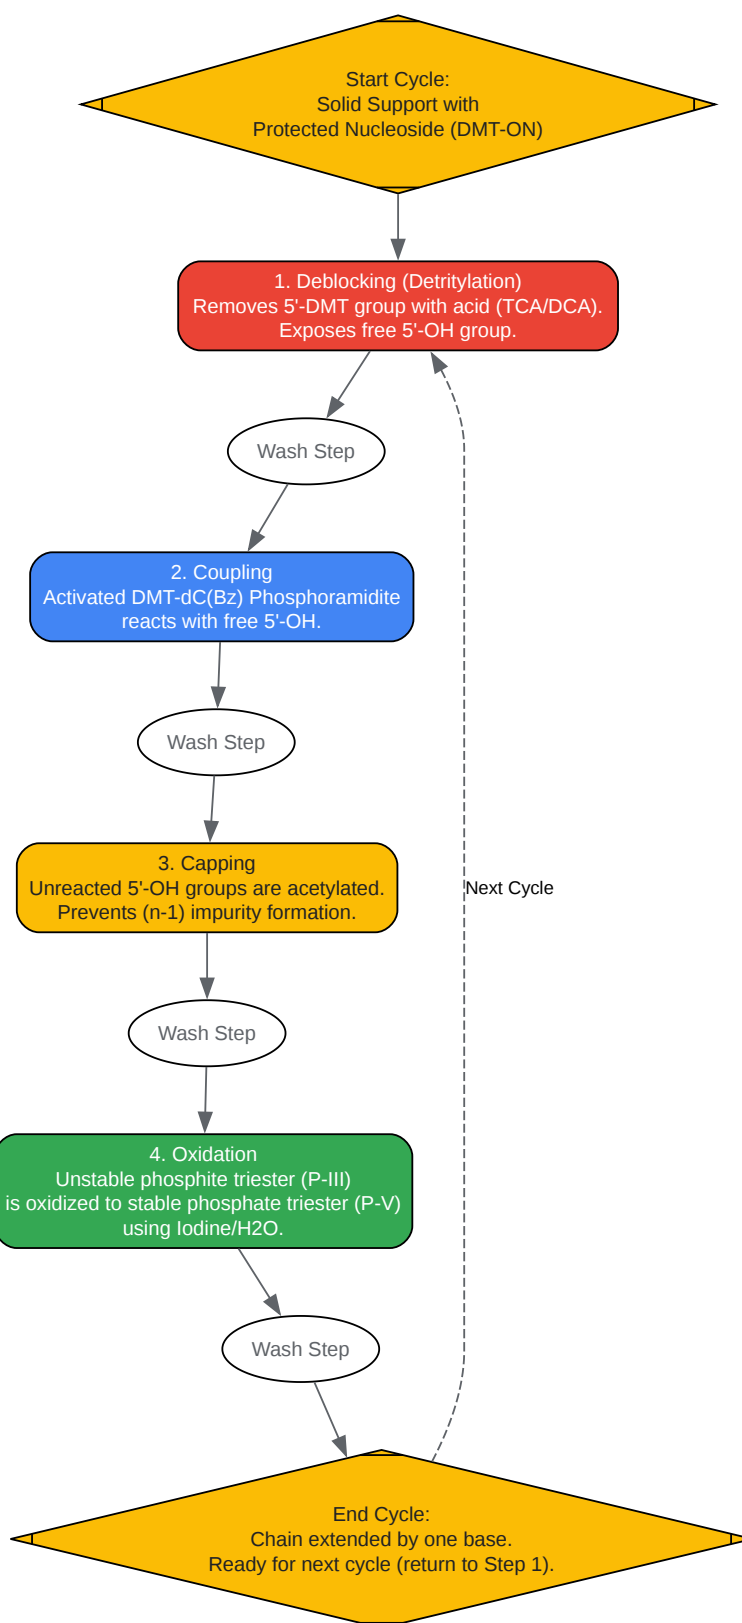 Start Cycle:
Solid Support with
Protected Nucleoside (DMT-ON)
1. Deblocking (Detritylation)
Removes 5'-DMT group with acid (TCA/DCA).
Exposes free 5'-OH group.
Wash Step
2. Coupling
Activated DMT-dC(Bz) Phosphoramidite
reacts with free 5'-OH.
Wash Step
3. Capping
Unreacted 5'-OH groups are acetylated.
Prevents (n-1) impurity formation.
Next Cycle
Wash Step
4. Oxidation
Unstable phosphite triester (P-III)
is oxidized to stable phosphate triester (P-V)
using Iodine/H2O.
Wash Step
End Cycle:
Chain extended by one base.
Ready for next cycle (return to Step 1).